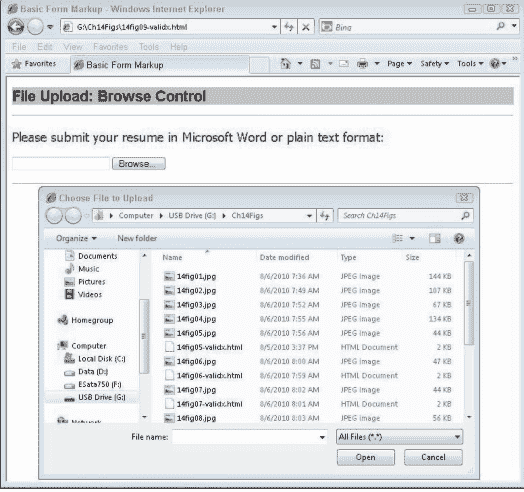 Basic Form Markup - Windows Internet Explorer
G:\Ch14Figs\14fig09-validx.html
Bing
File Edit View Favorites Tools Help
Favorites Basic Form Markup Page Safety Tools
File Upload: Browse Control
Please submit your resume in Microsoft Word or plain text format:
Browse...
Choose File to Upload
Computer USB Drive (G:) Ch14Figs Search Ch14Figs
Organize New folder
Name Date modified Type Size
Documents
Music
Pictures
Videos
Homegroup
Computer
Local Disk (C:)
Data (D:)
ESata750 (F:)
USB Drive (G:)
Network
14fig01.jpg 8/6/2010 7:36 AM JPEG Image 144 KB
14fig02.jpg 8/6/2010 7:49 AM JPEG Image 107 KB
14fig03.jpg 8/6/2010 7:52 AM JPEG Image 67 KB
14fig04.jpg 8/6/2010 7:55 AM JPEG Image 134 KB
14fig05.jpg 8/6/2010 7:56 AM JPEG Image 44 KB
14fig05-validx.html 8/5/2010 3:37 PM HTML Document 2 KB
14fig06.jpg 8/6/2010 8:00 AM JPEG Image 47 KB
14fig06-validx.html 8/6/2010 7:59 AM HTML Document 2 KB
14fig07.jpg 8/6/2010 8:02 AM JPEG Image 44 KB
14fig07-validx.html 8/6/2010 8:01 AM HTML Document 2 KB
14fig08.jpg 8/6/2010 8:03 AM JPEG Image 56 KB
File name: All Files (*.*)
Open Cancel